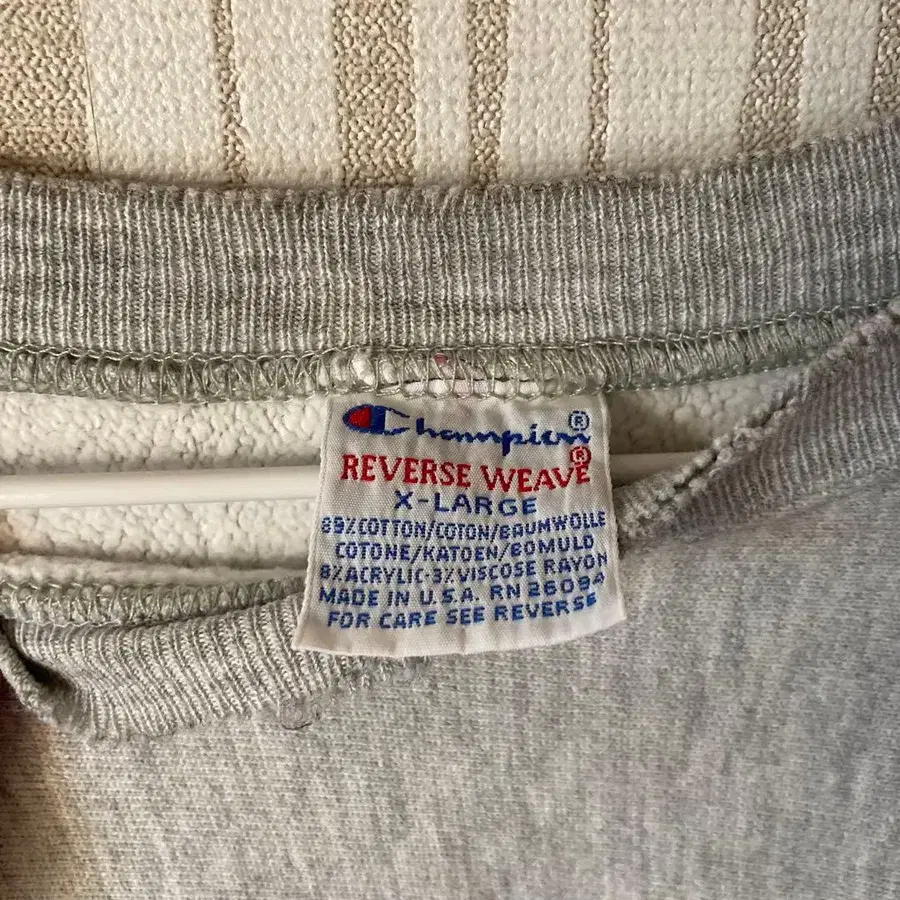 Champion®
REVERSE WEAVE®
X-LARGE
89%COTTON/COTON/BAUMWOLLE
COTONE/KATOEN/BOMULD
8%ACRYLIC-3%VISCOSE RAYON
MADE IN U.S.A. RN 26094
FOR CARE SEE REVERSE